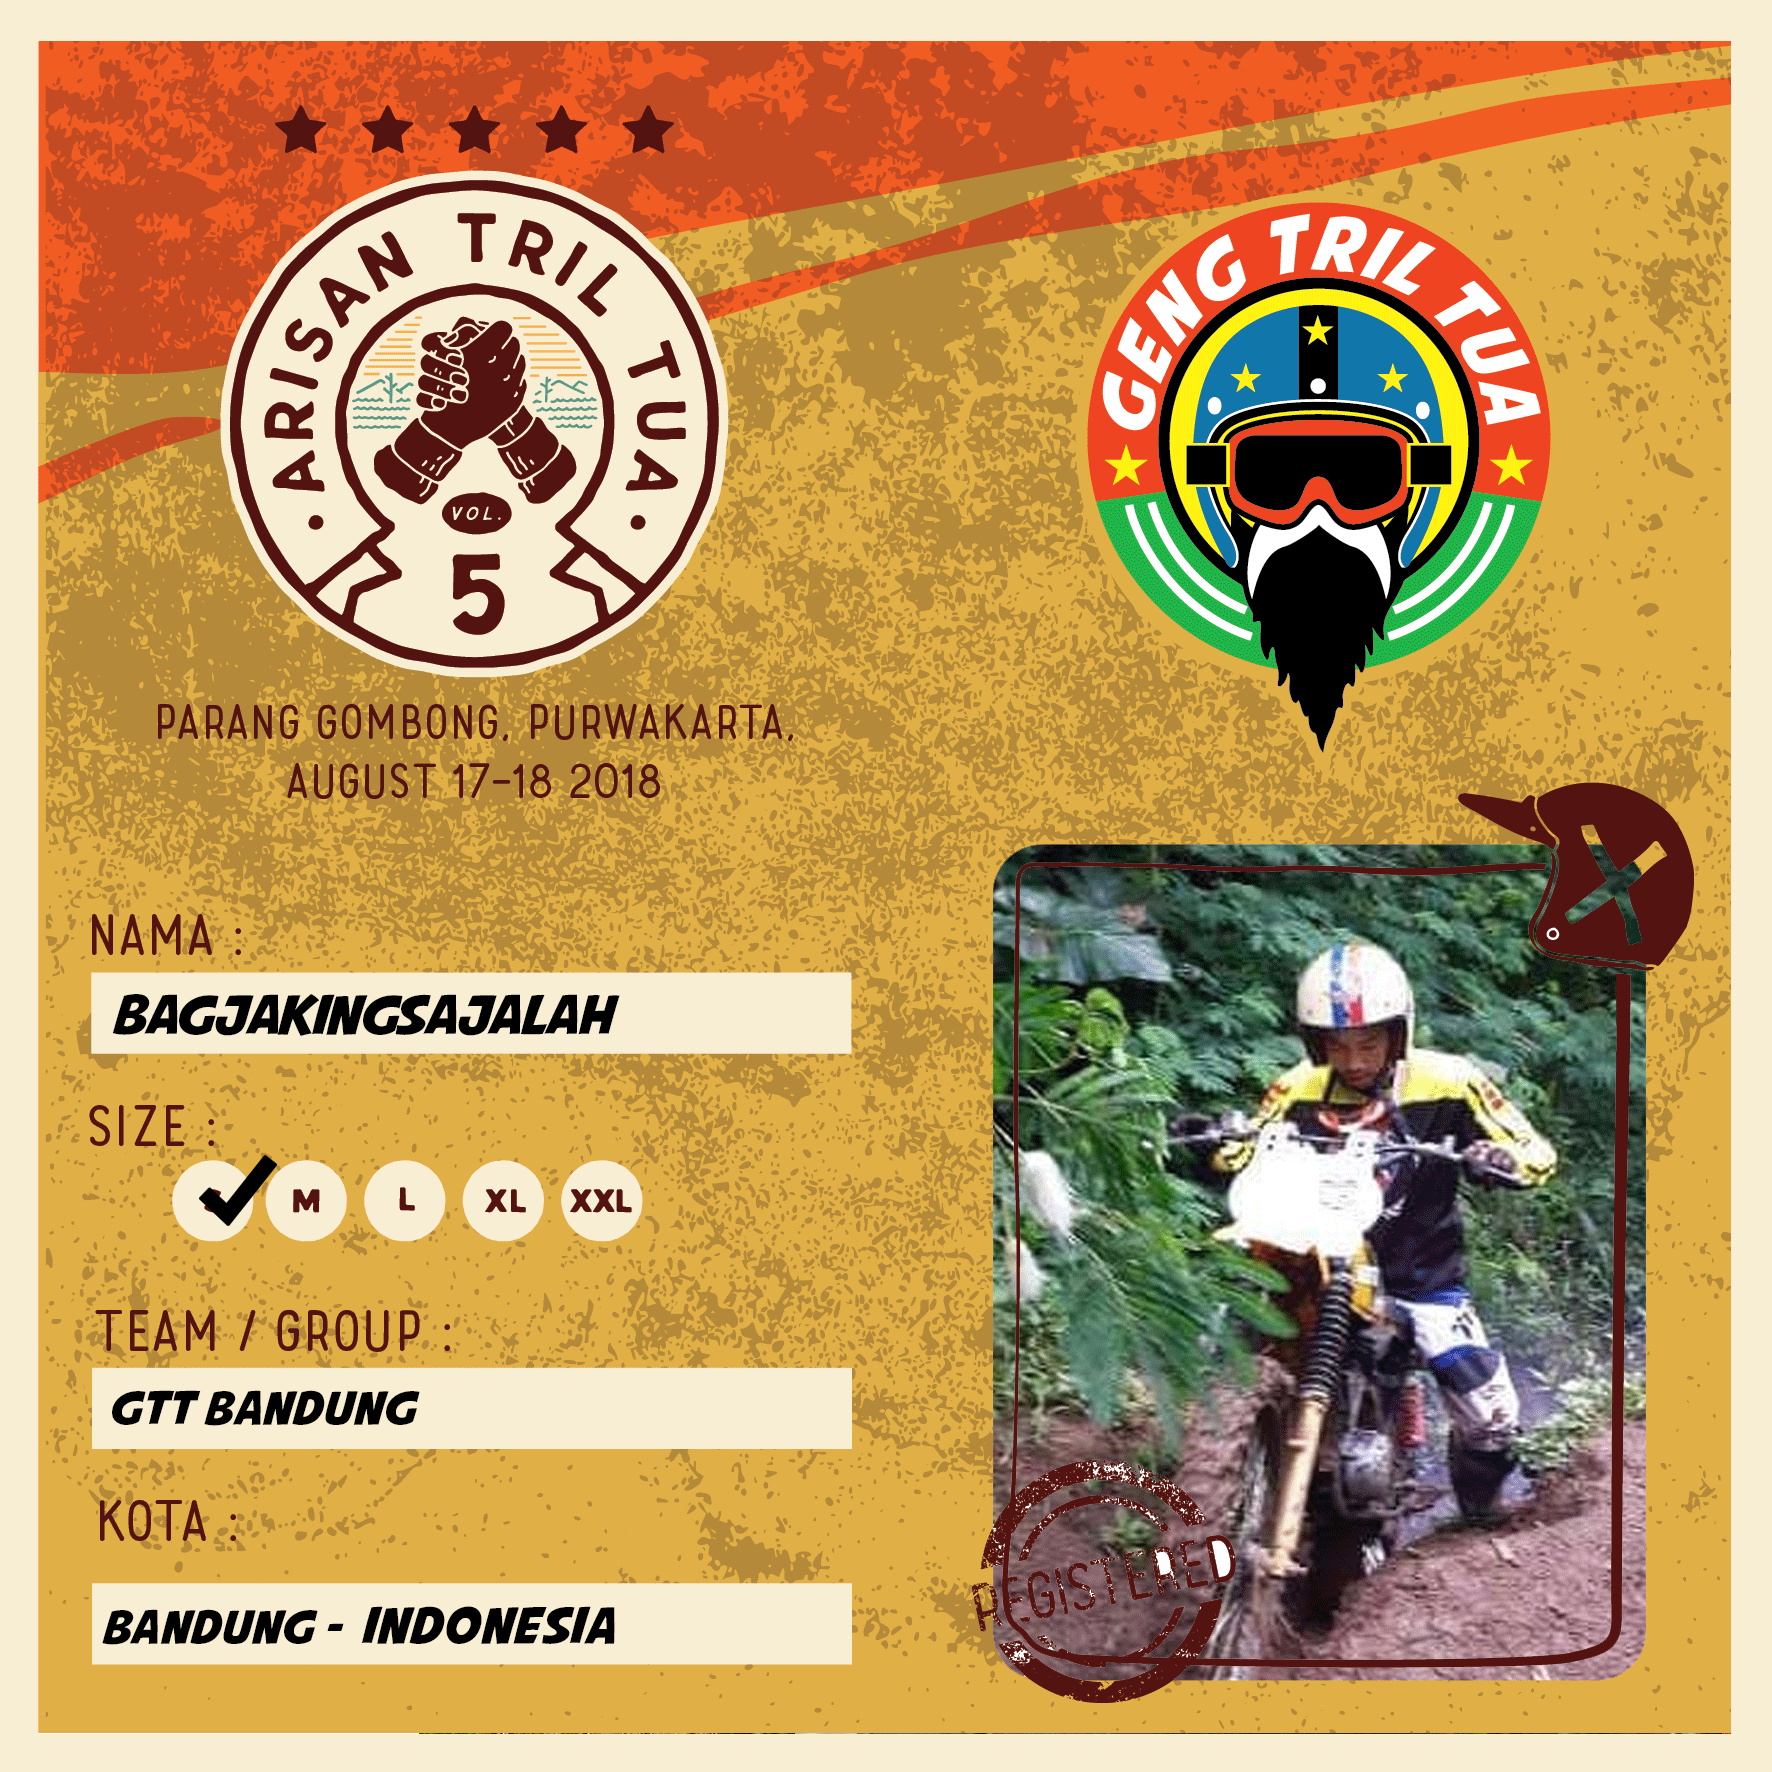 ARISAN TRIL TUA
VOL.
5
GENG TRIL TUA
PARANG GOMBONG, PURWAKARTA,
AUGUST 17-18 2018
NAMA :
BAGJAKINGSAJALAH
SIZE :
M L XL XXL
TEAM / GROUP :
GTT BANDUNG
KOTA :
BANDUNG - INDONESIA
REGISTERED